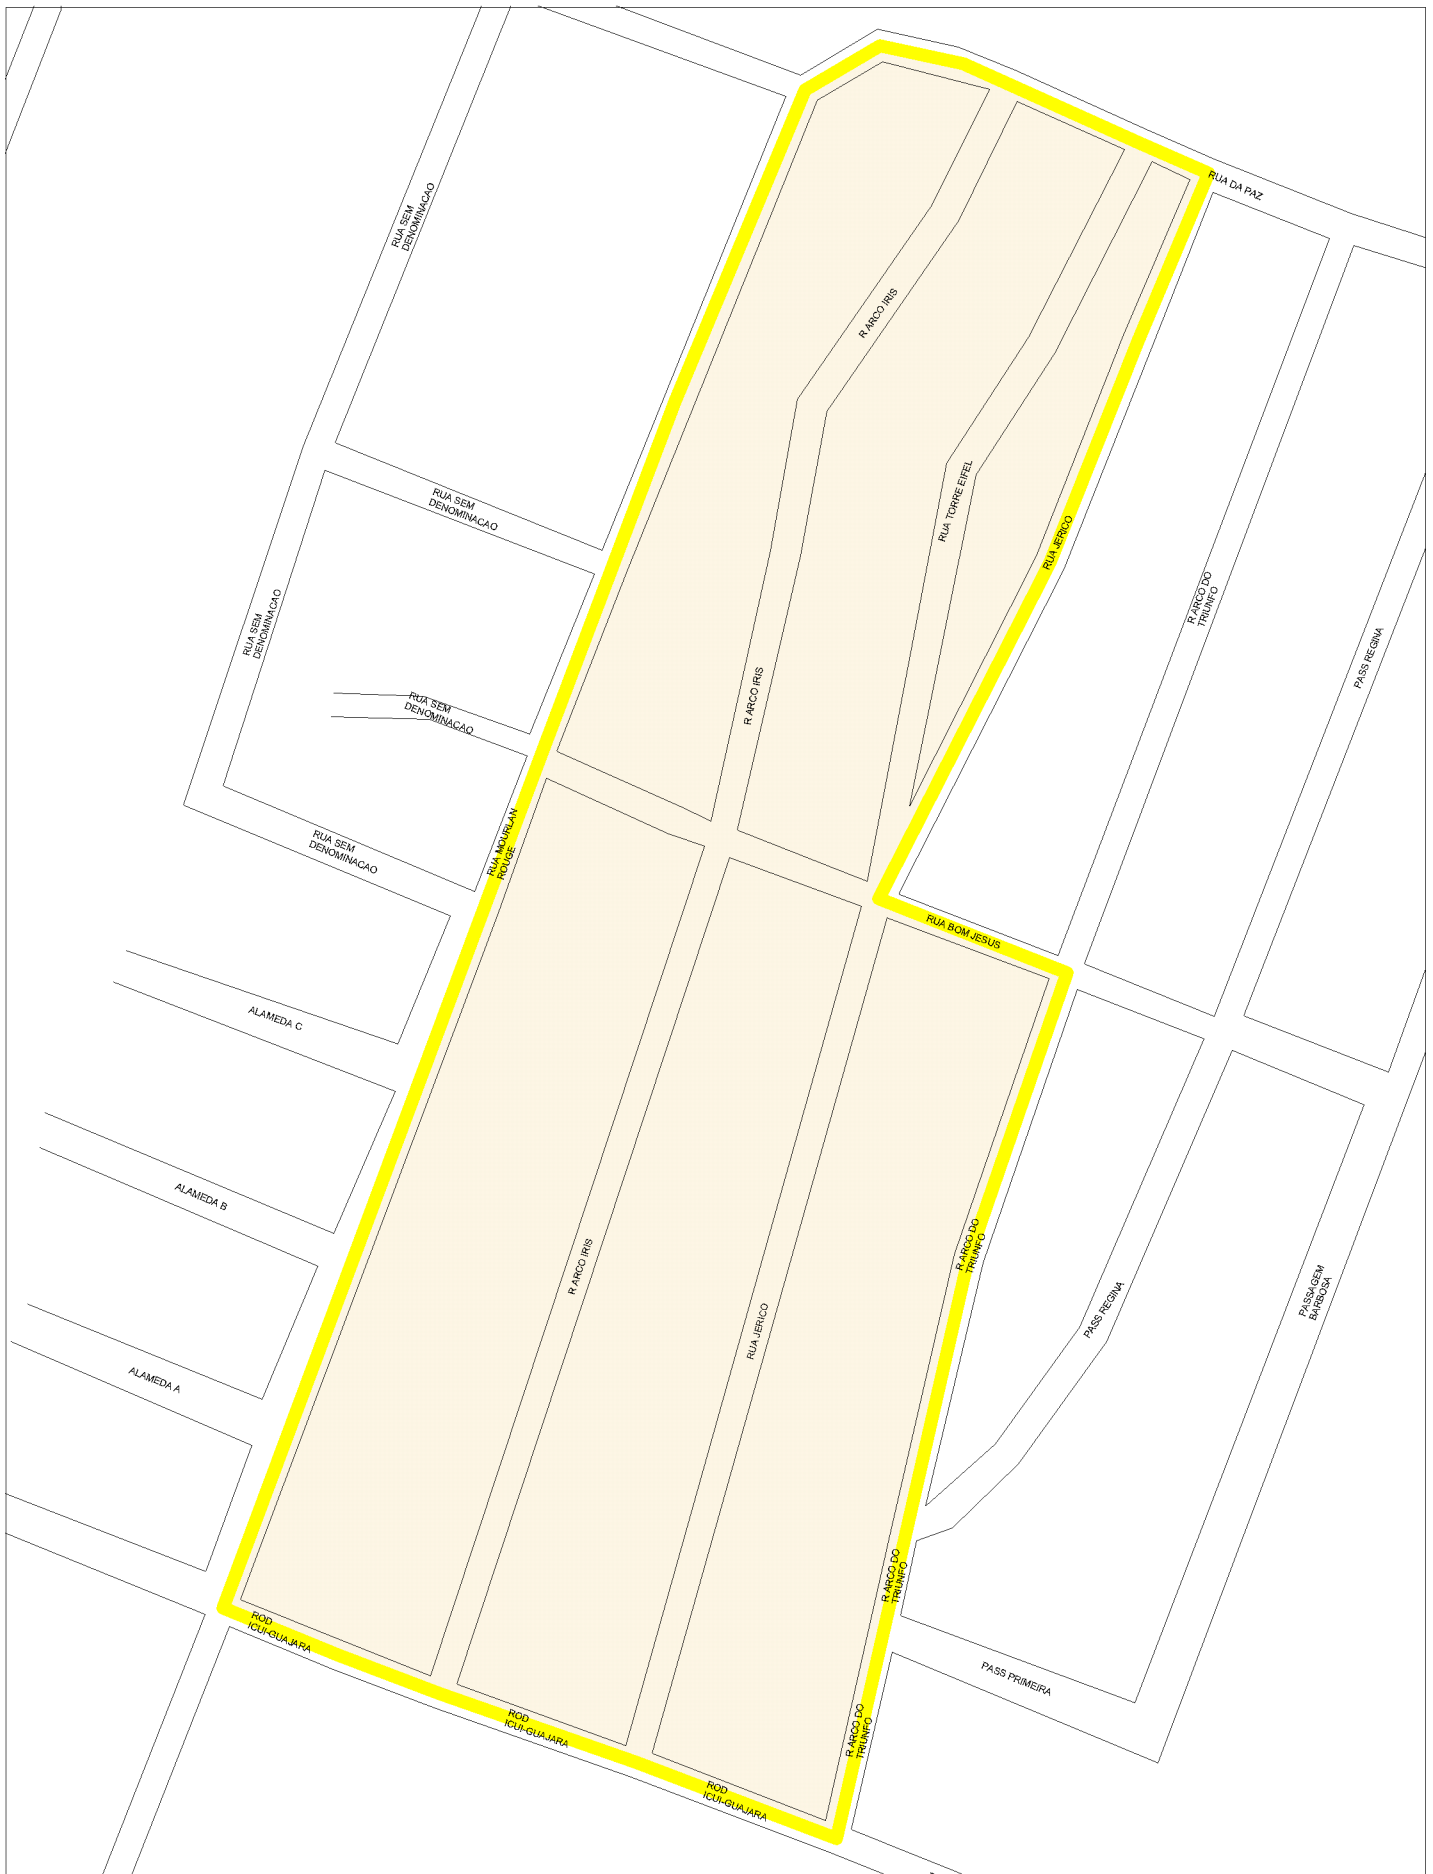 RUA DA PAZ
RUA SEM
DENOMINACAO
R ARCO IRIS
RUA SEM
DENOMINACAO
RUA TORRE EIFEL
RUA JERICO
R ARCO DO
TRIUNFO
RUA SEM
DENOMINACAO
PASS REGINA
R ARCO IRIS
RUA SEM
DENOMINACAO
RUA MOURLAN
ROUGE
RUA SEM
DENOMINACAO
RUA BOM JESUS
ALAMEDA C
ALAMEDA B
R ARCO DO
TRIUNFO
R ARCO IRIS
PASSAGEM
BARBOSA
PASS REGINA
RUA JERICO
ALAMEDA A
R ARCO DO
TRIUNFO
ROD
ICUI-GUAJARA
PASS PRIMEIRA
ROD
ICUI-GUAJARA
R ARCO DO
TRIUNFO
ROD
ICUI-GUAJARA